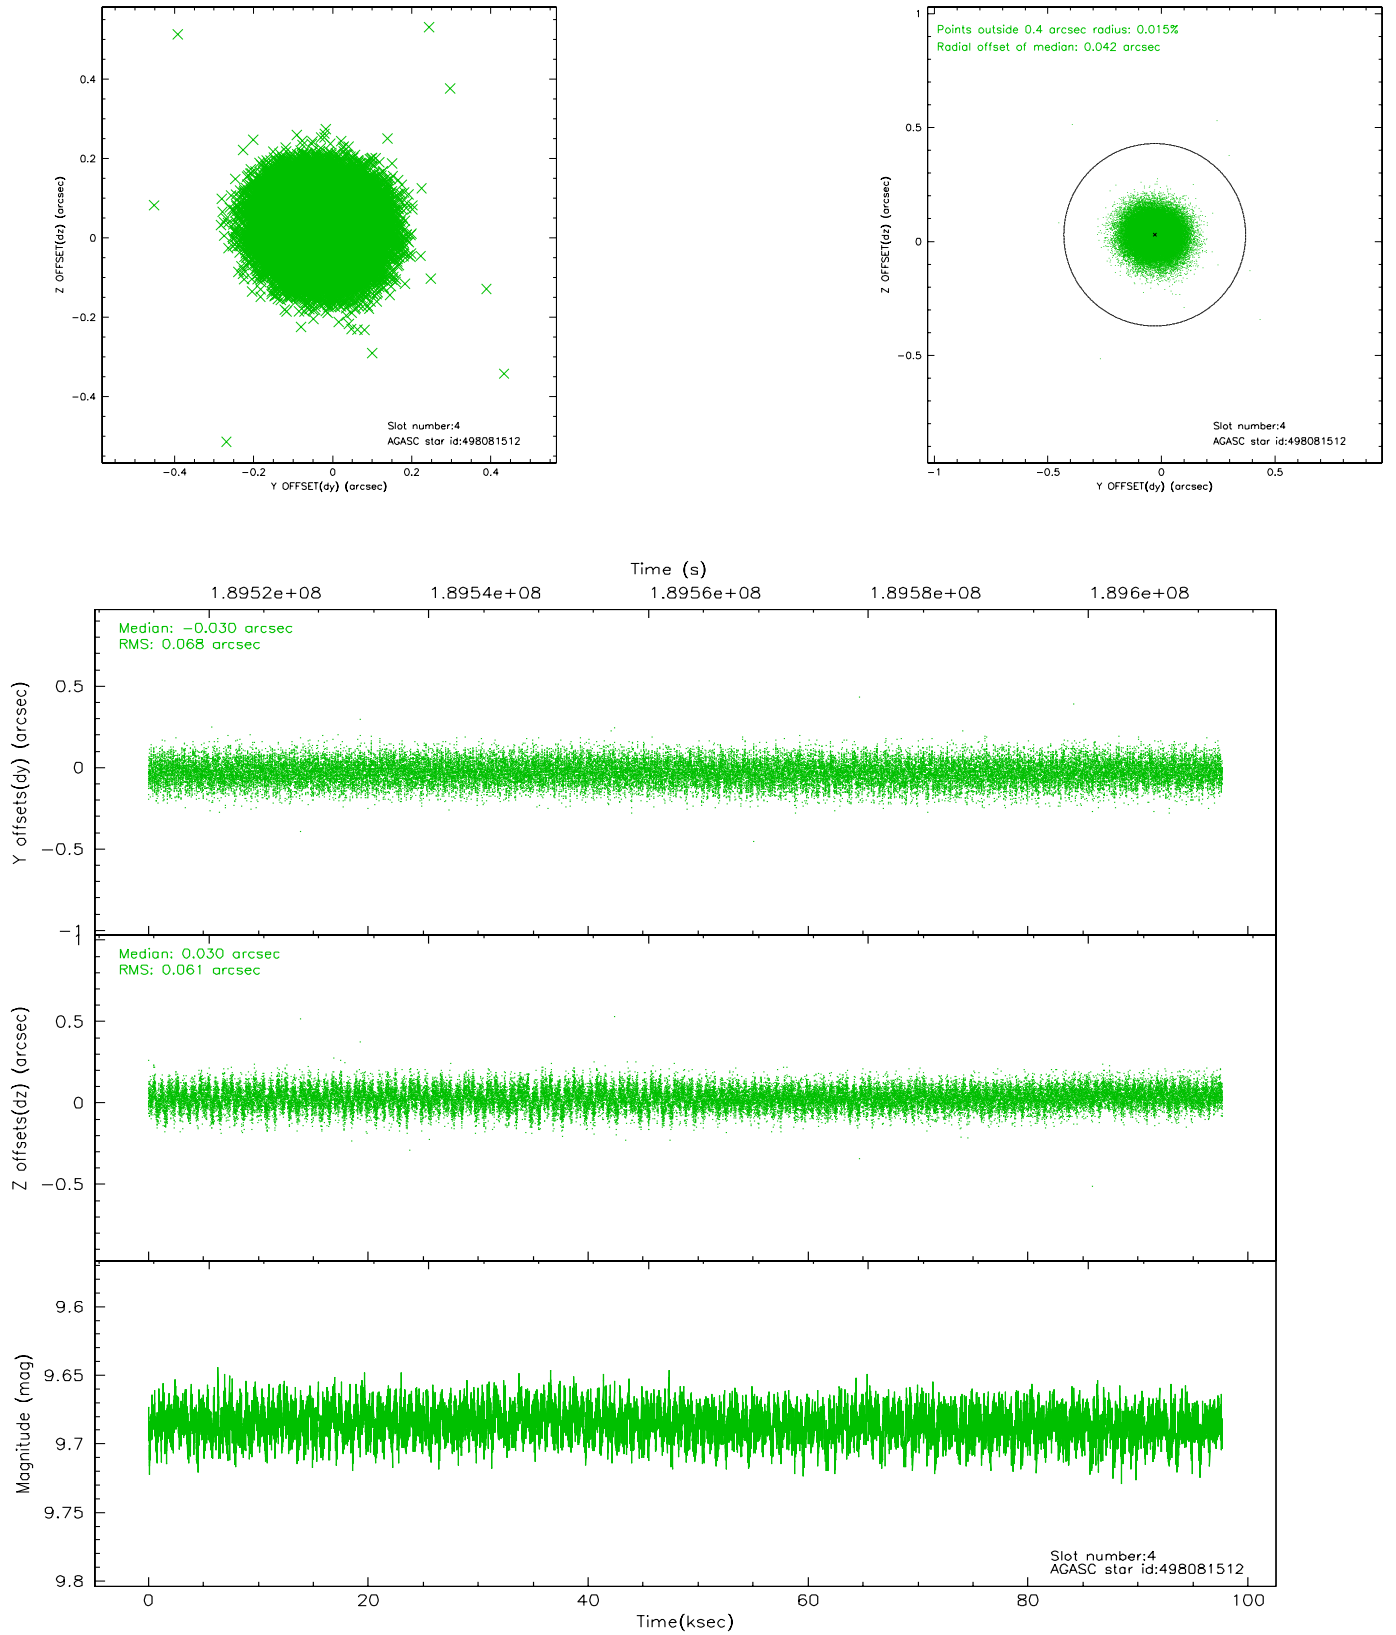 Z OFFSET(dz) (arcsec)
0.4
0.2
0
-0.2
-0.4
Slot number:4
AGASC star id:498081512
-0.4
-0.2
0
0.2
0.4
Y OFFSET(dy) (arcsec)
Points outside 0.4 arcsec radius: 0.015%
Radial offset of median: 0.042 arcsec
Z OFFSET(dz) (arcsec)
1
0.5
0
-0.5
Slot number:4
AGASC star id:498081512
-1
-0.5
0
0.5
Y OFFSET(dy) (arcsec)
Time (s)
1.8952e+08
1.8954e+08
1.8956e+08
1.8958e+08
1.896e+08
Median: -0.030 arcsec
RMS: 0.068 arcsec
Y offsets(dy) (arcsec)
0.5
0
-0.5
-1
Median: 0.030 arcsec
RMS: 0.061 arcsec
Z offsets(dz) (arcsec)
1
0.5
0
-0.5
Magnitude (mag)
9.6
9.65
9.7
9.75
9.8
Slot number:4
AGASC star id:498081512
0
20
40
60
80
100
Time(ksec)